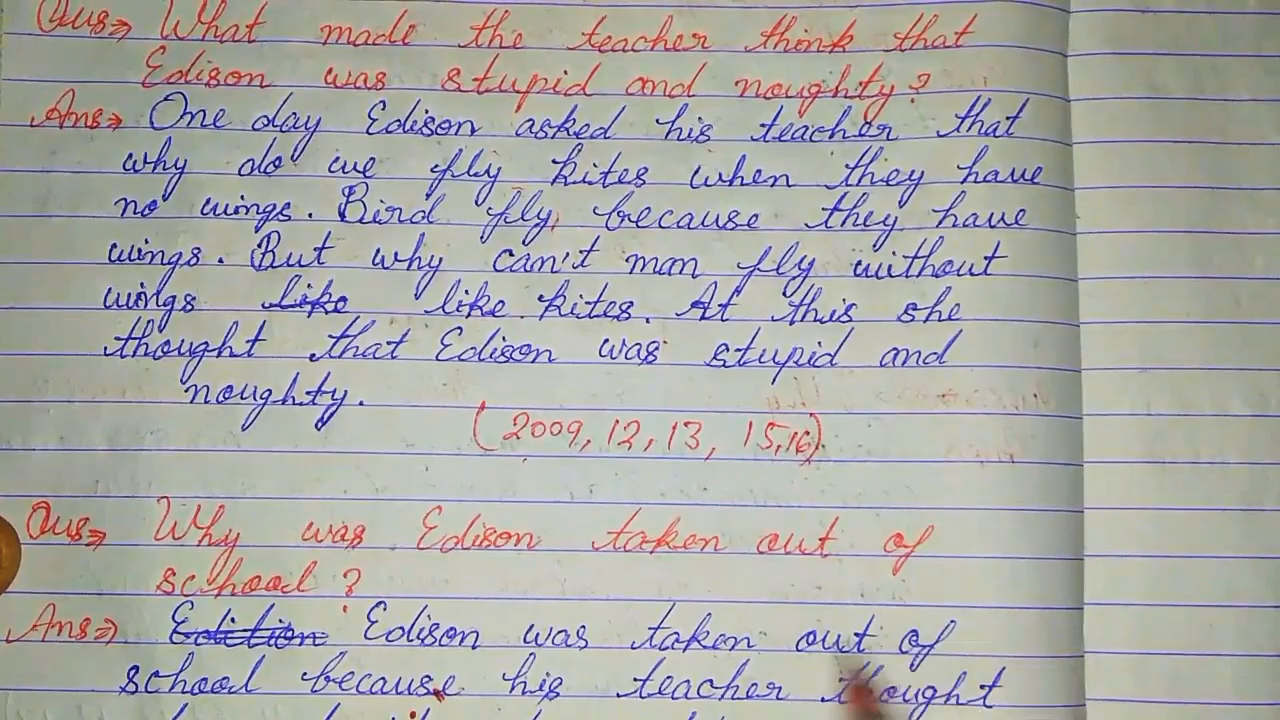 Ques⇒ What made the teacher think that
Edison was stupid and noughty?
Ans⇒ One day Edison asked his teacher that
why do we fly kites when they have
no wings. Bird fly, because they have
wings. But why can't man fly without
wings like like kites. At this she
thought that Edison was stupid and
noughty.
(2009, 12, 13, 15, 16)
Ques⇒ Why was Edison taken out of
school?
Ans⇒ Edition Edison was taken out of
school because his teacher thought